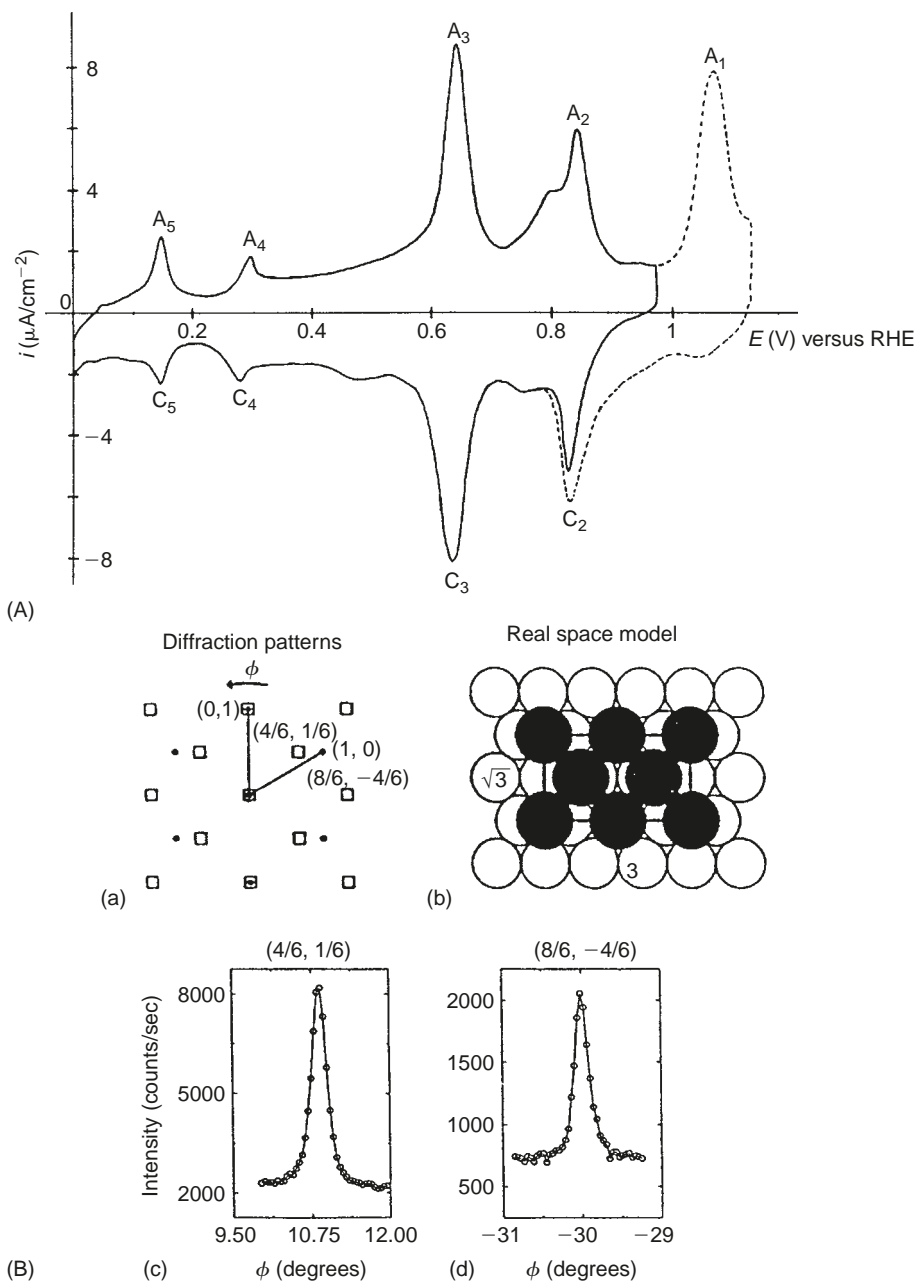 A3
A1
A2
A5
A4
8
4
0
−4
−8
i (μA/cm−2)
0.2
0.4
0.6
0.8
1
E (V) versus RHE
C5
C4
C3
C2
(A)
Diffraction patterns
Real space model
ϕ
(0,1)
(4/6, 1/6)
(1, 0)
(8/6, −4/6)
√3
3
(a)
(b)
(4/6, 1/6)
(8/6, −4/6)
Intensity (counts/sec)
8000
5000
2000
2000
1500
1000
500
9.50
10.75
12.00
−31
−30
−29
(B)
(c)
ϕ (degrees)
(d)
ϕ (degrees)